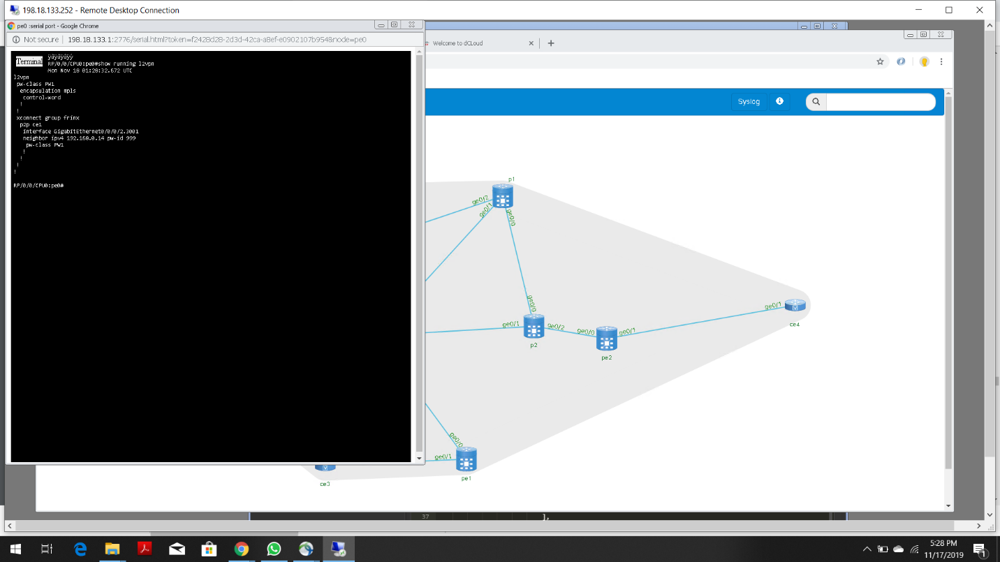 198.18.133.252 - Remote Desktop Connection
pe0 :serial port - Google Chrome
Not secure | 198.18.133.1:2776/serial.html?token=f2428d28-2d3d-42ca-a8ef-e0902107b954&node=pe0
Terminal
ÿûÿûÿûÿý
RP/0/0/CPU0:pe0#show running l2vpn
Mon Nov 18 01:28:32.672 UTC
l2vpn
pw-class PW1
encapsulation mpls
control-word
!
!
xconnect group frinx
p2p ce1
interface GigabitEthernet0/0/0/2.3001
neighbor ipv4 192.168.0.14 pw-id 999
pw-class PW1
!
!
!
!
RP/0/0/CPU0:pe0#
Welcome to dCloud
Syslog
p1
ge0/2
ge0/1
ge0/0
ge0/0
ge0/1
ge0/2
p2
ge0/0
ge0/1
pe2
ge0/1
ce4
ge0/0
ge0/1
pe1
ce3
37
],
5:28 PM
11/17/2019
1